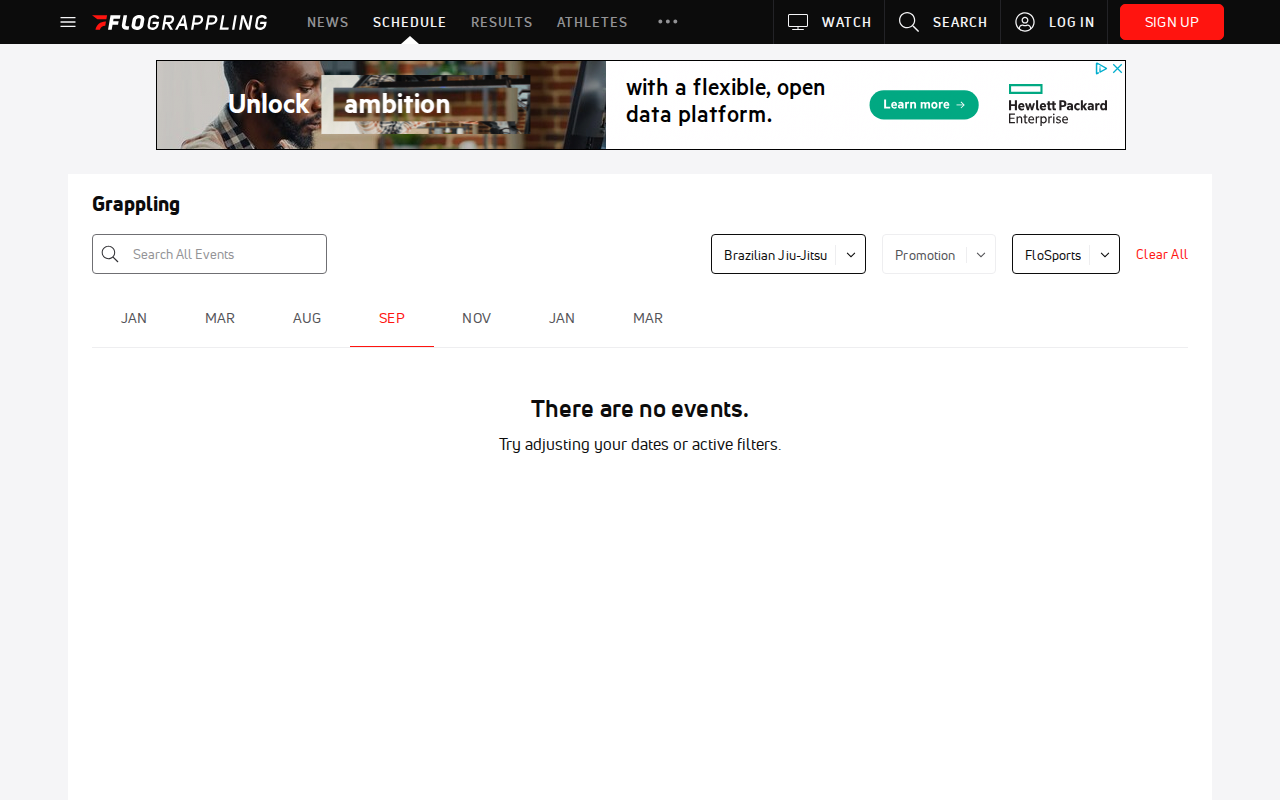 FLOGRAPPLING
NEWS
SCHEDULE
RESULTS
ATHLETES
WATCH
SEARCH
LOG IN
SIGN UP
Unlock ambition
with a flexible, open
data platform.
Learn more →
Hewlett Packard
Enterprise
Grappling
Search All Events
Brazilian Jiu-Jitsu
Promotion
FloSports
Clear All
JAN
MAR
AUG
SEP
NOV
JAN
MAR
There are no events.
Try adjusting your dates or active filters.